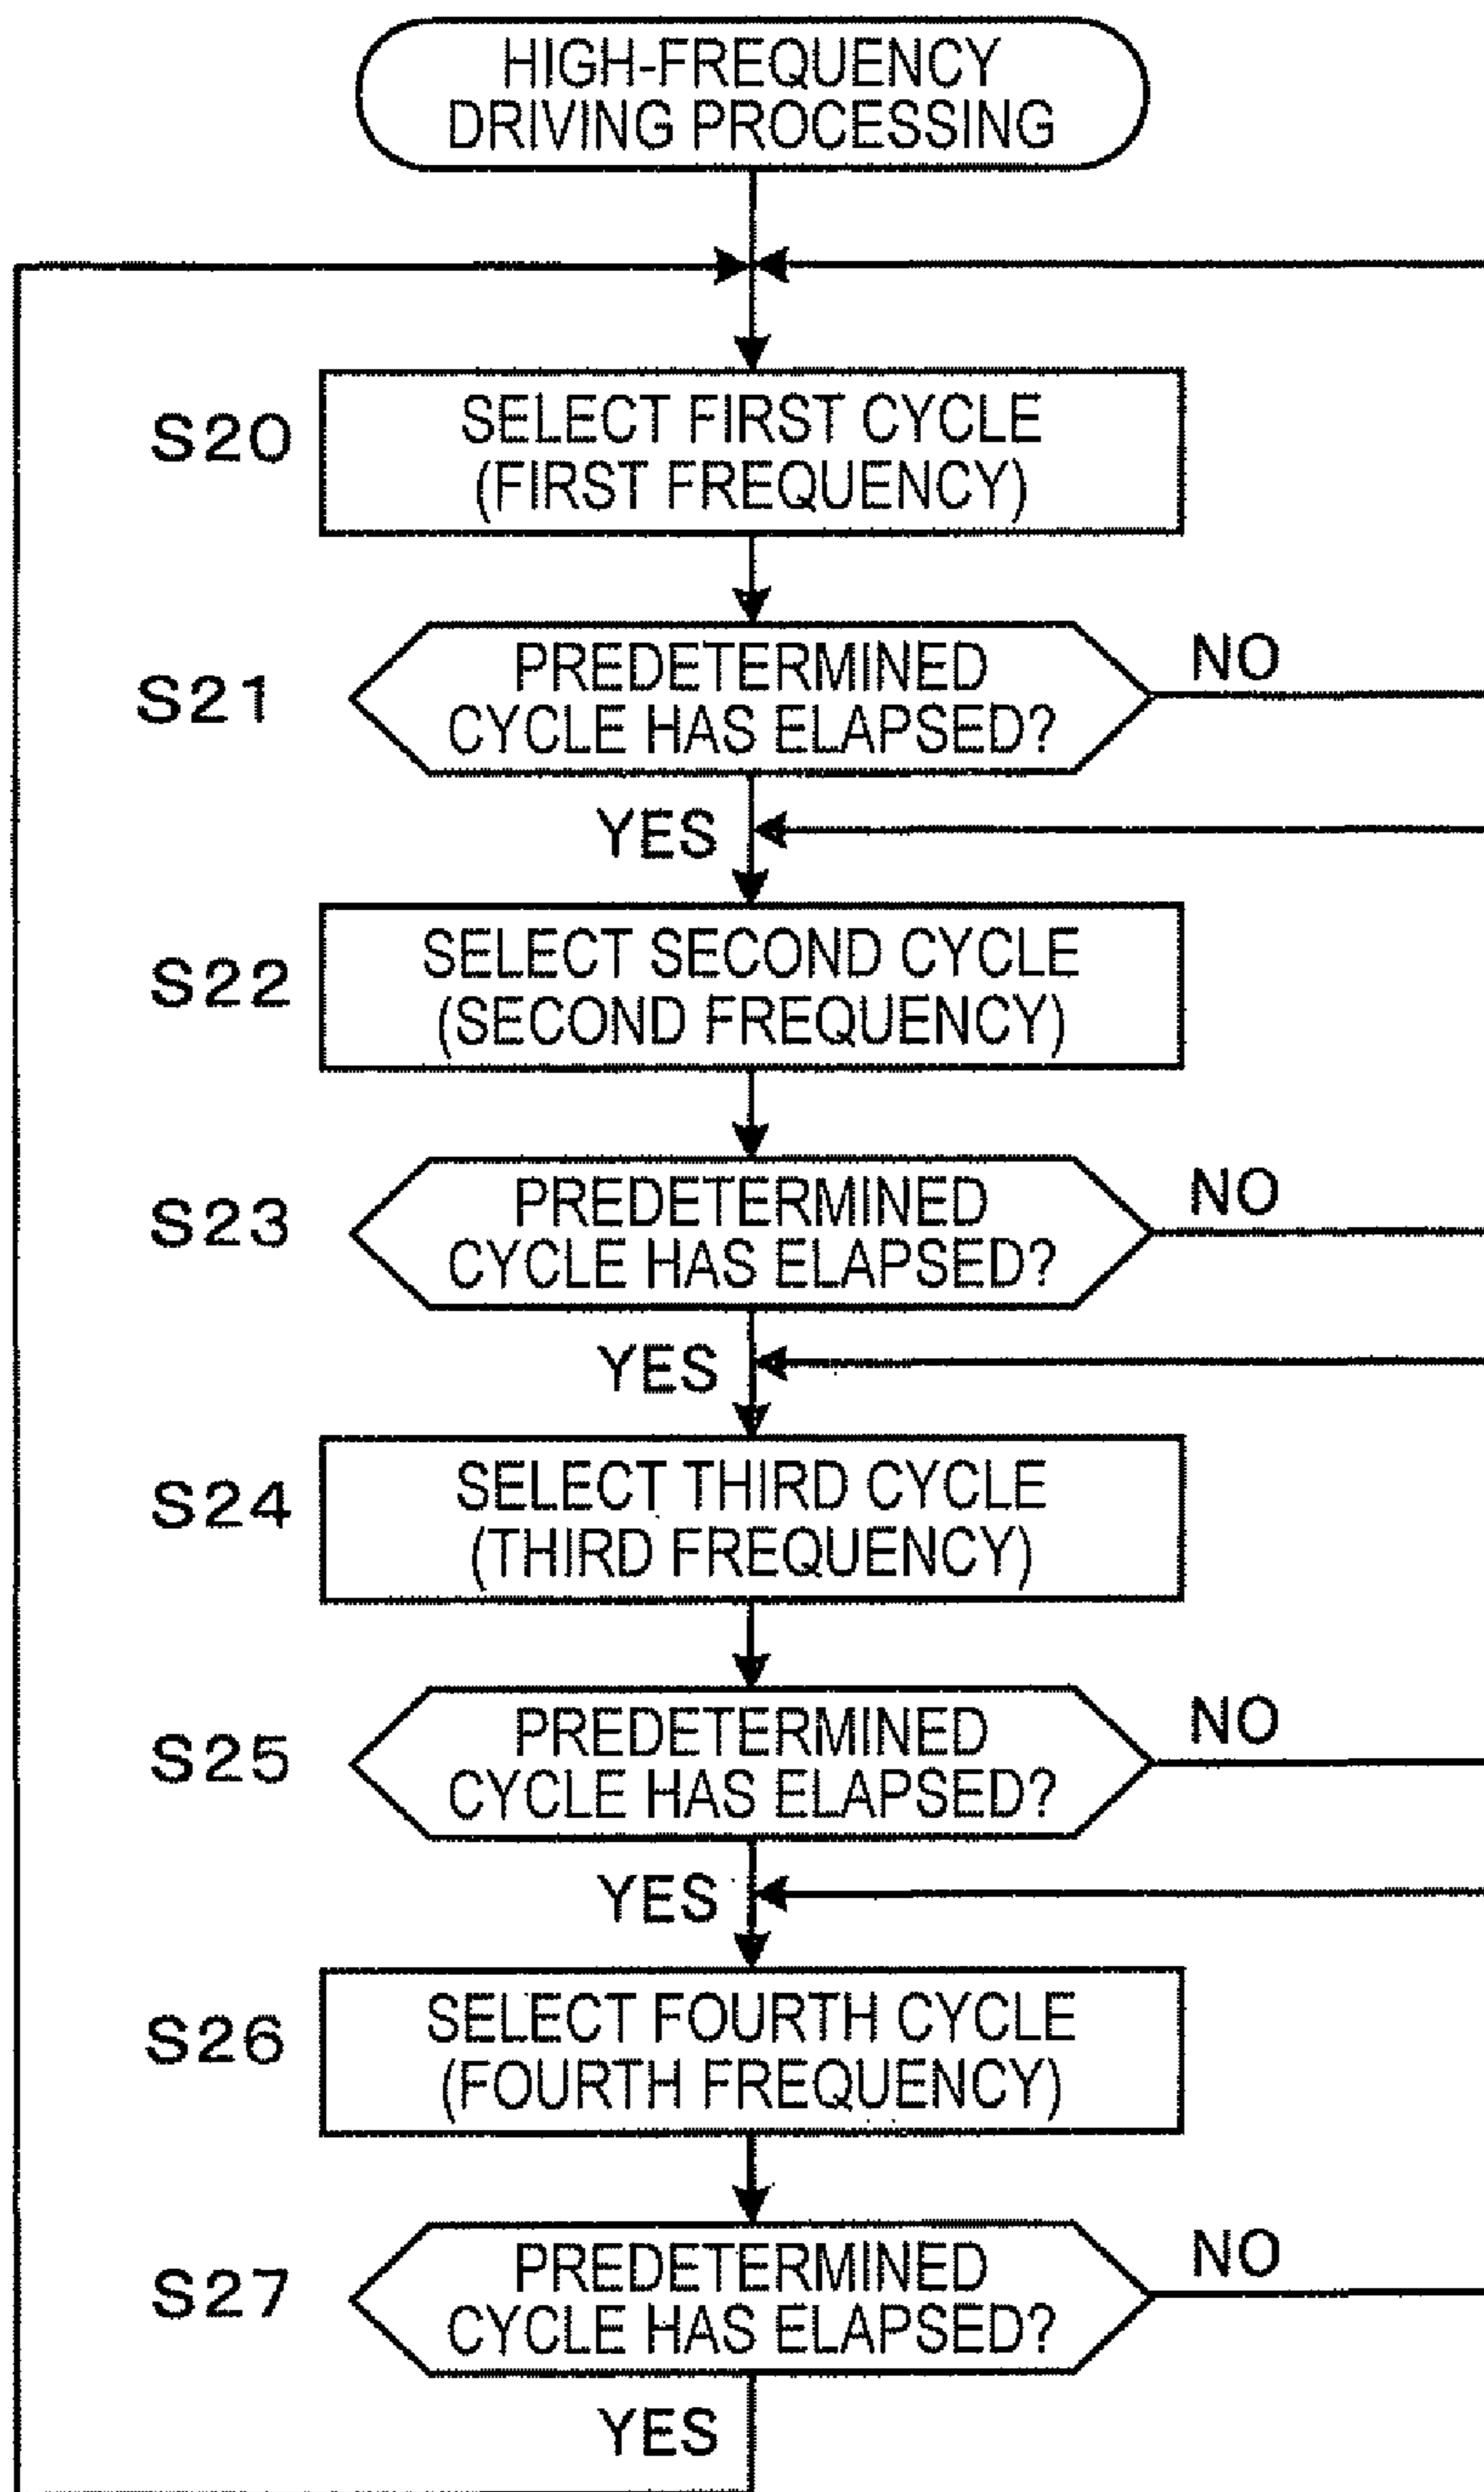 HIGH-FREQUENCY
DRIVING PROCESSING
S20
SELECT FIRST CYCLE
(FIRST FREQUENCY)
S21
PREDETERMINED
CYCLE HAS ELAPSED?
NO
YES
S22
SELECT SECOND CYCLE
(SECOND FREQUENCY)
S23
PREDETERMINED
CYCLE HAS ELAPSED?
NO
YES
S24
SELECT THIRD CYCLE
(THIRD FREQUENCY)
S25
PREDETERMINED
CYCLE HAS ELAPSED?
NO
YES
S26
SELECT FOURTH CYCLE
(FOURTH FREQUENCY)
S27
PREDETERMINED
CYCLE HAS ELAPSED?
NO
YES